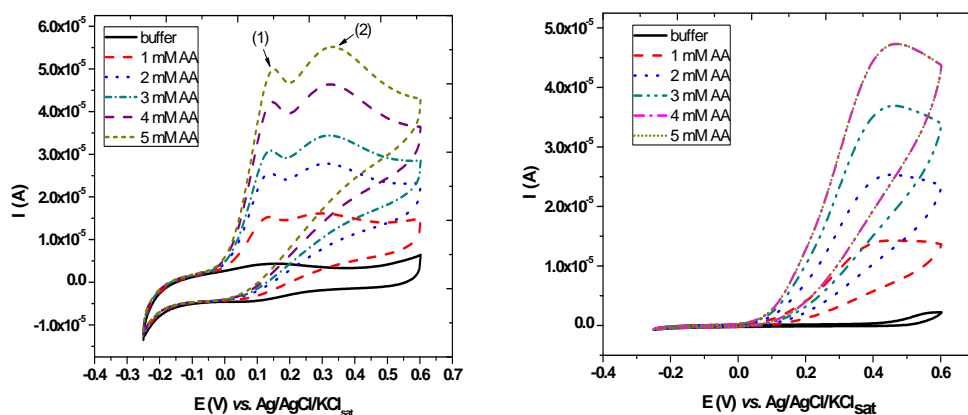 6.0x10⁻⁵
5.0x10⁻⁵
4.0x10⁻⁵
3.0x10⁻⁵
2.0x10⁻⁵
1.0x10⁻⁵
0.0
-1.0x10⁻⁵
I (A)
buffer
1 mM AA
2 mM AA
3 mM AA
4 mM AA
5 mM AA
(1)
(2)
-0.4 -0.3 -0.2 -0.1 0.0 0.1 0.2 0.3 0.4 0.5 0.6 0.7
E (V) vs. Ag/AgCl/KCl_sat
5.0x10⁻⁵
4.0x10⁻⁵
3.0x10⁻⁵
2.0x10⁻⁵
1.0x10⁻⁵
0.0
I (A)
buffer
1 mM AA
2 mM AA
3 mM AA
4 mM AA
5 mM AA
-0.4 -0.2 0.0 0.2 0.4 0.6
E (V) vs. Ag/AgCl/KCl_sat